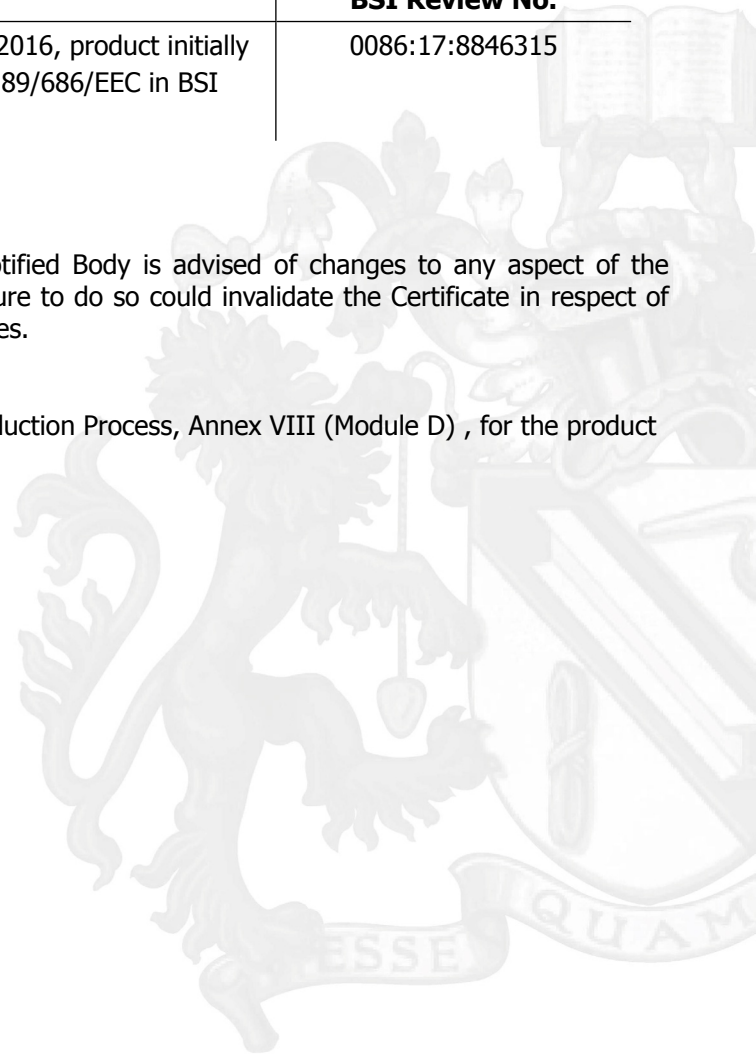 BSI Review No.
2016, product initially
0086:17:8846315
89/686/EEC in BSI
otified Body is advised of changes to any aspect of the
ure to do so could invalidate the Certificate in respect of
es.
duction Process, Annex VIII (Module D) , for the product
ESSE
QUAM